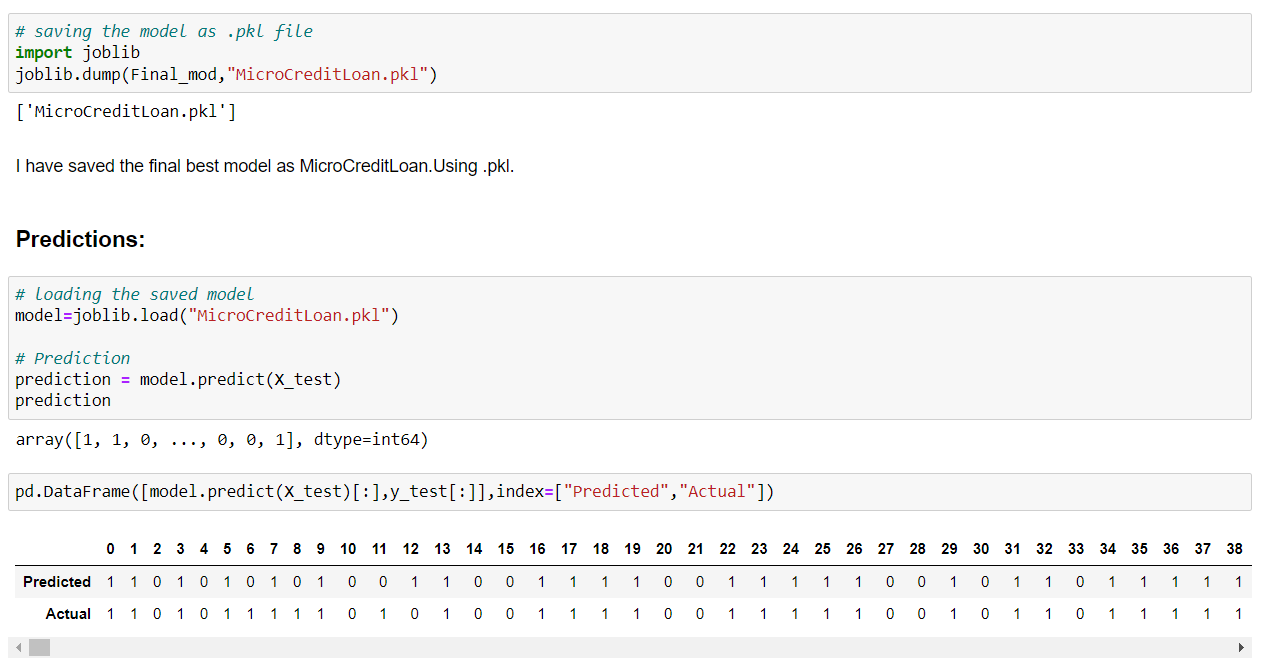 # saving the model as .pkl file
import joblib
joblib.dump(Final_mod,"MicroCreditLoan.pkl")
['MicroCreditLoan.pkl']
I have saved the final best model as MicroCreditLoan.Using .pkl.
Predictions:
# loading the saved model
model=joblib.load("MicroCreditLoan.pkl")
# Prediction
prediction = model.predict(X_test)
prediction
array([1, 1, 0, ..., 0, 0, 1], dtype=int64)
pd.DataFrame([model.predict(X_test)[:],y_test[:]],index=["Predicted","Actual"])
0 1 2 3 4 5 6 7 8 9 10 11 12 13 14 15 16 17 18 19 20 21 22 23 24 25 26 27 28 29 30 31 32 33 34 35 36 37 38
Predicted 1 1 0 1 0 1 0 1 0 1 0 0 1 1 0 0 1 1 1 1 0 0 1 1 1 1 1 0 0 1 0 1 1 0 1 1 1 1 1
Actual 1 1 0 1 0 1 1 1 1 1 0 1 0 1 0 0 1 1 1 1 0 0 1 1 1 1 1 0 0 1 0 1 1 0 1 1 1 1 1